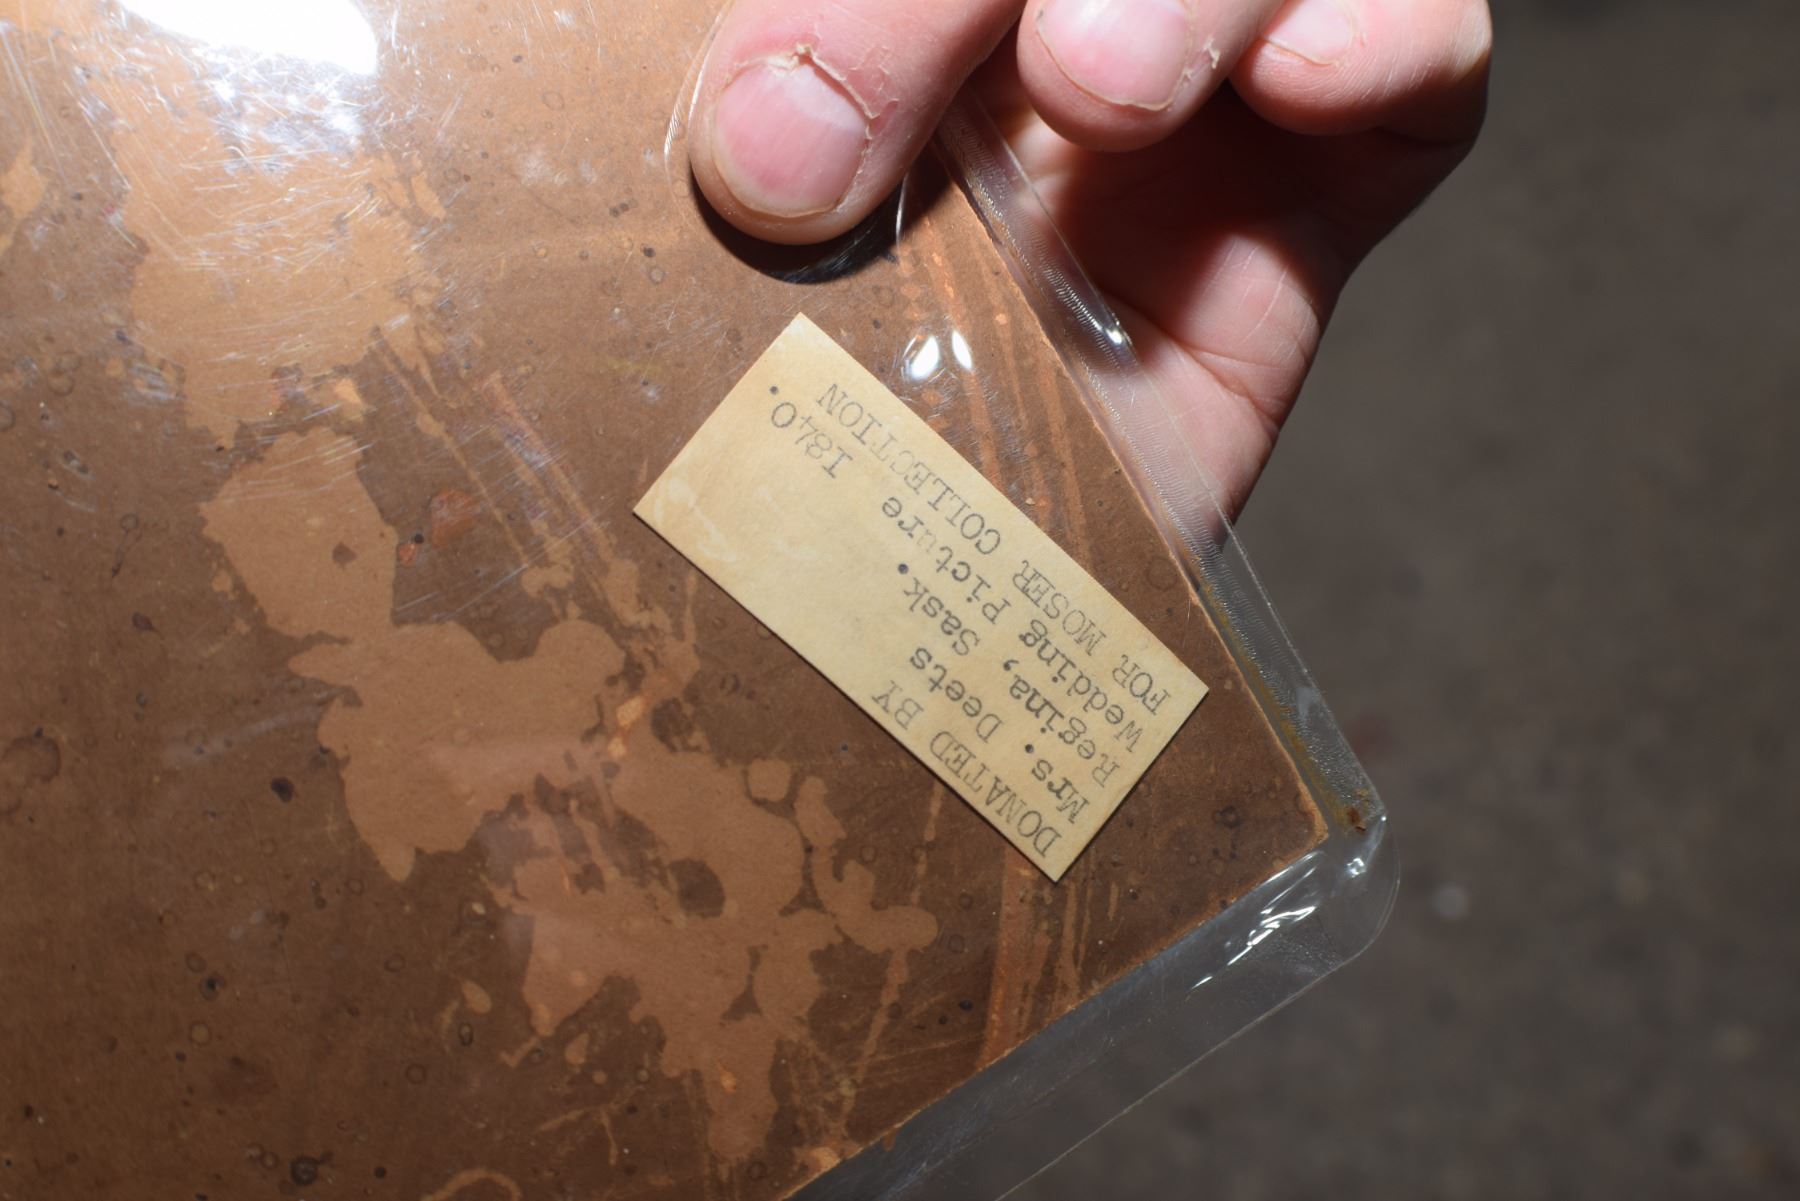 DONATED BY
Mrs. Deets
Regina, Sask.
Wedding Picture 1840.
FOR MOSER COLLECTION